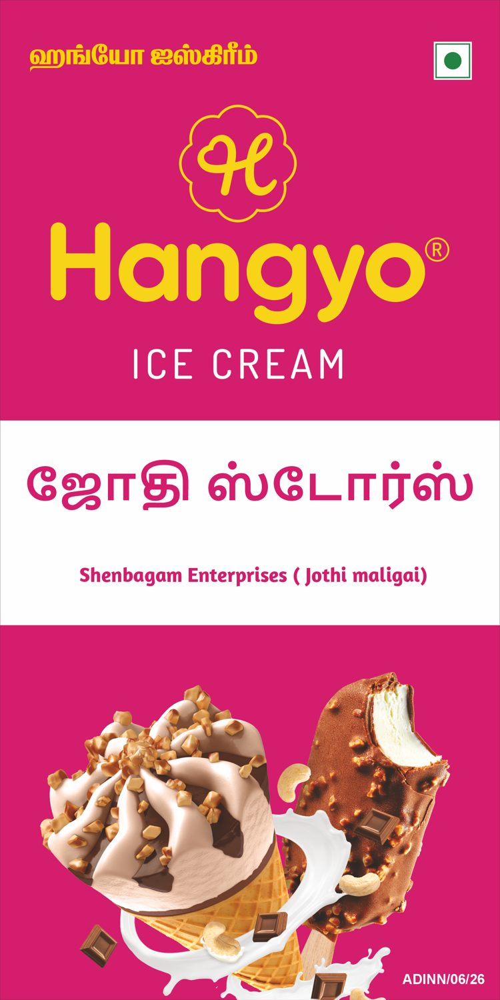 ஹங்யோ ஐஸ்கிரீம்
H
Hangyo®
ICE CREAM
ஜோதி ஸ்டோர்ஸ்
Shenbagam Enterprises ( Jothi maligai)
ADINN/06/26